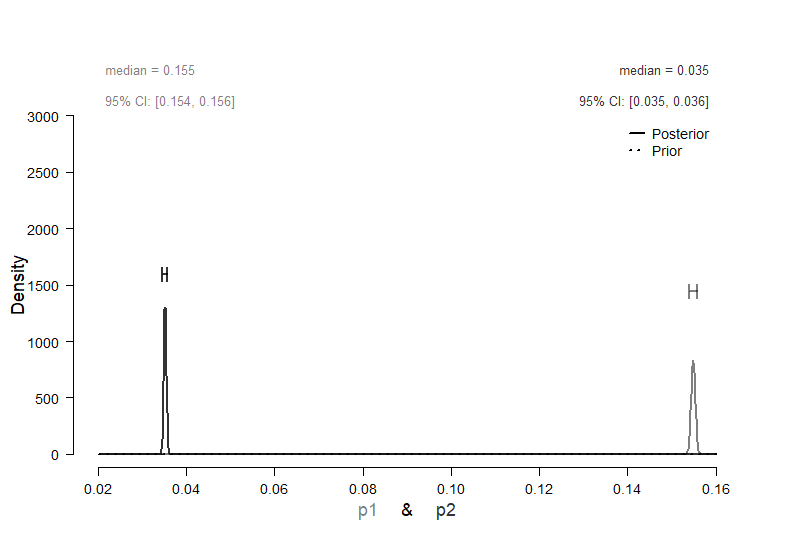 median = 0.155
median = 0.035
95% CI: [0.154, 0.156]
95% CI: [0.035, 0.036]
Posterior
Prior
Density
3000
2500
2000
1500
1000
500
0
0.02 0.04 0.06 0.08 0.10 0.12 0.14 0.16
p1 & p2